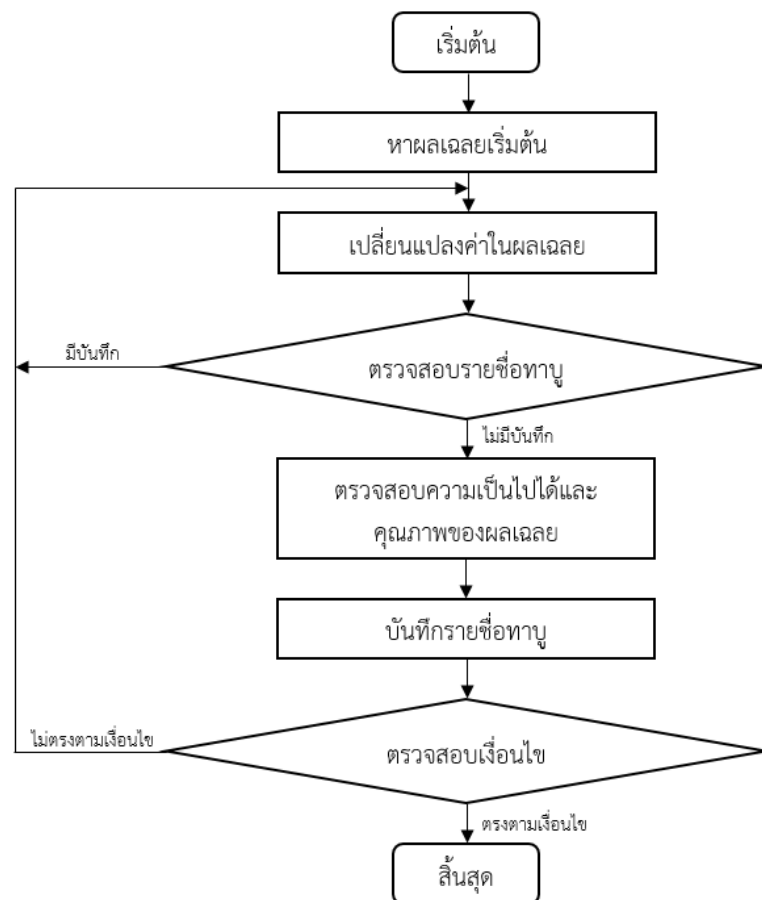 เริ่มต้น
หาผลเฉลยเริ่มต้น
เปลี่ยนแปลงค่าในผลเฉลย
มีบันทึก
ตรวจสอบรายชื่อทาบู
ไม่มีบันทึก
ตรวจสอบความเป็นไปได้และ
คุณภาพของผลเฉลย
บันทึกรายชื่อทาบู
ไม่ตรงตามเงื่อนไข
ตรวจสอบเงื่อนไข
ตรงตามเงื่อนไข
สิ้นสุด